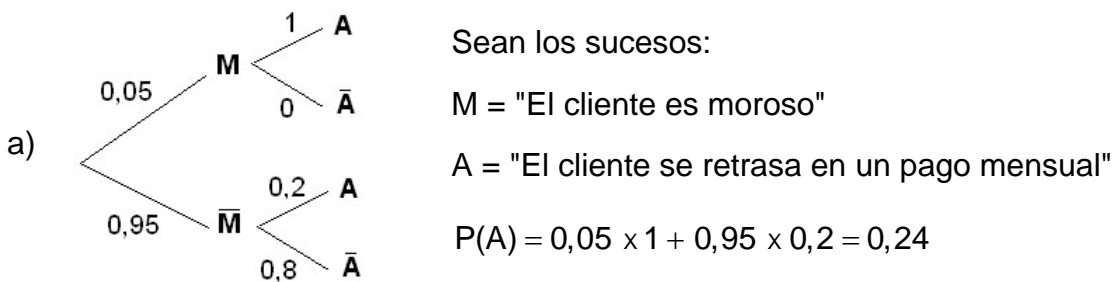 1 A
Sean los sucesos:
M
0,05
0 Ā
M = "El cliente es moroso"
a)
A = "El cliente se retrasa en un pago mensual"
0,2 A
0,95 M̅
P(A) = 0,05 x 1 + 0,95 x 0,2 = 0,24
0,8 Ā